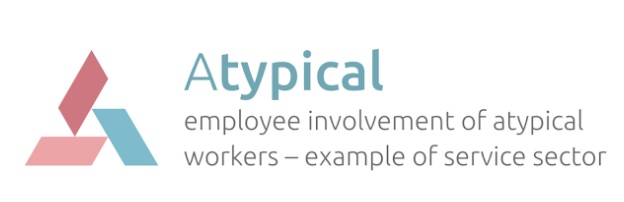 Atypical
employee involvement of atypical
workers – example of service sector